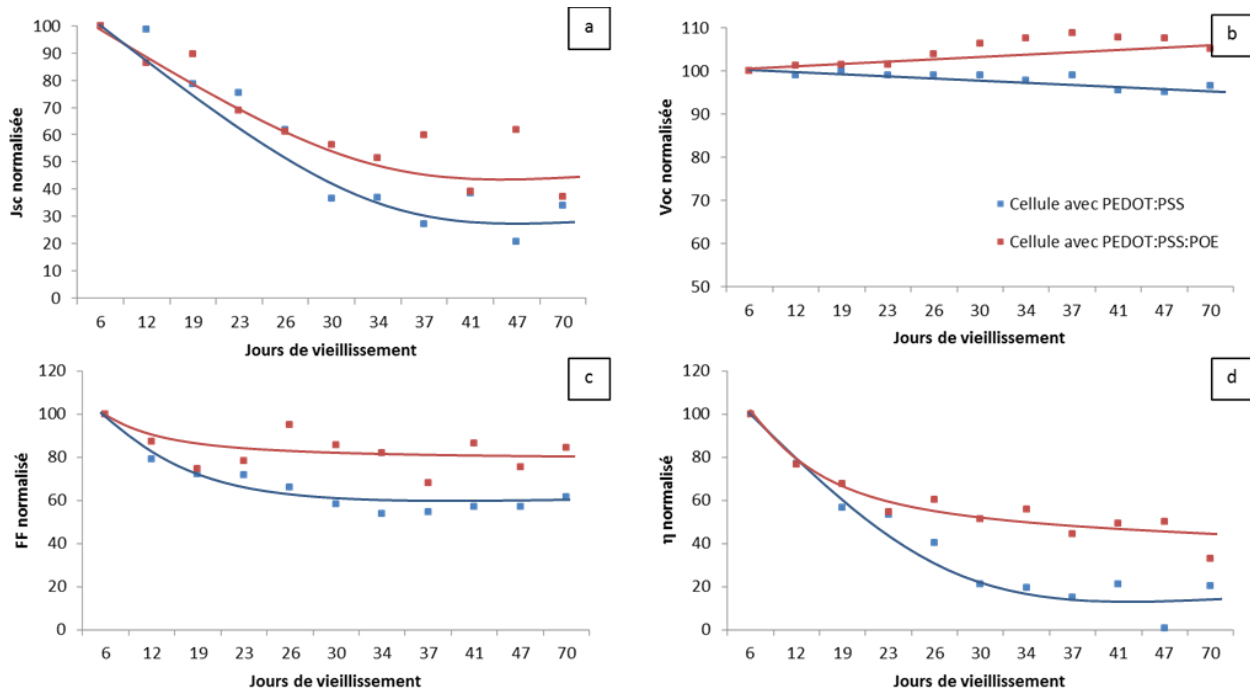 a
Jsc normalisée
100
90
80
70
60
50
40
30
20
10
0
6 12 19 23 26 30 34 37 41 47 70
Jours de vieillissement
b
Voc normalisée
110
100
90
80
70
60
50
Cellule avec PEDOT:PSS
Cellule avec PEDOT:PSS:POE
6 12 19 23 26 30 34 37 41 47 70
Jours de vieillissement
c
FF normalisé
120
100
80
60
40
20
0
6 12 19 23 26 30 34 37 41 47 70
Jours de vieillissement
d
η normalisé
120
100
80
60
40
20
0
6 12 19 23 26 30 34 37 41 47 70
Jours de vieillissement